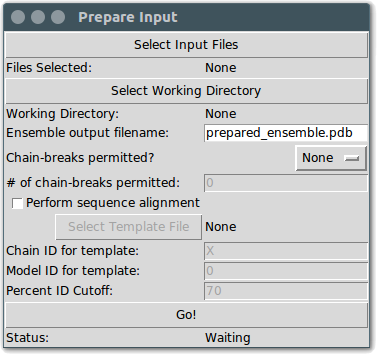 Prepare Input
Select Input Files
Files Selected: None
Select Working Directory
Working Directory: None
Ensemble output filename: prepared_ensemble.pdb
Chain-breaks permitted? None
# of chain-breaks permitted: 0
Perform sequence alignment
Select Template File None
Chain ID for template: X
Model ID for template: 0
Percent ID Cutoff: 70
Go!
Status: Waiting